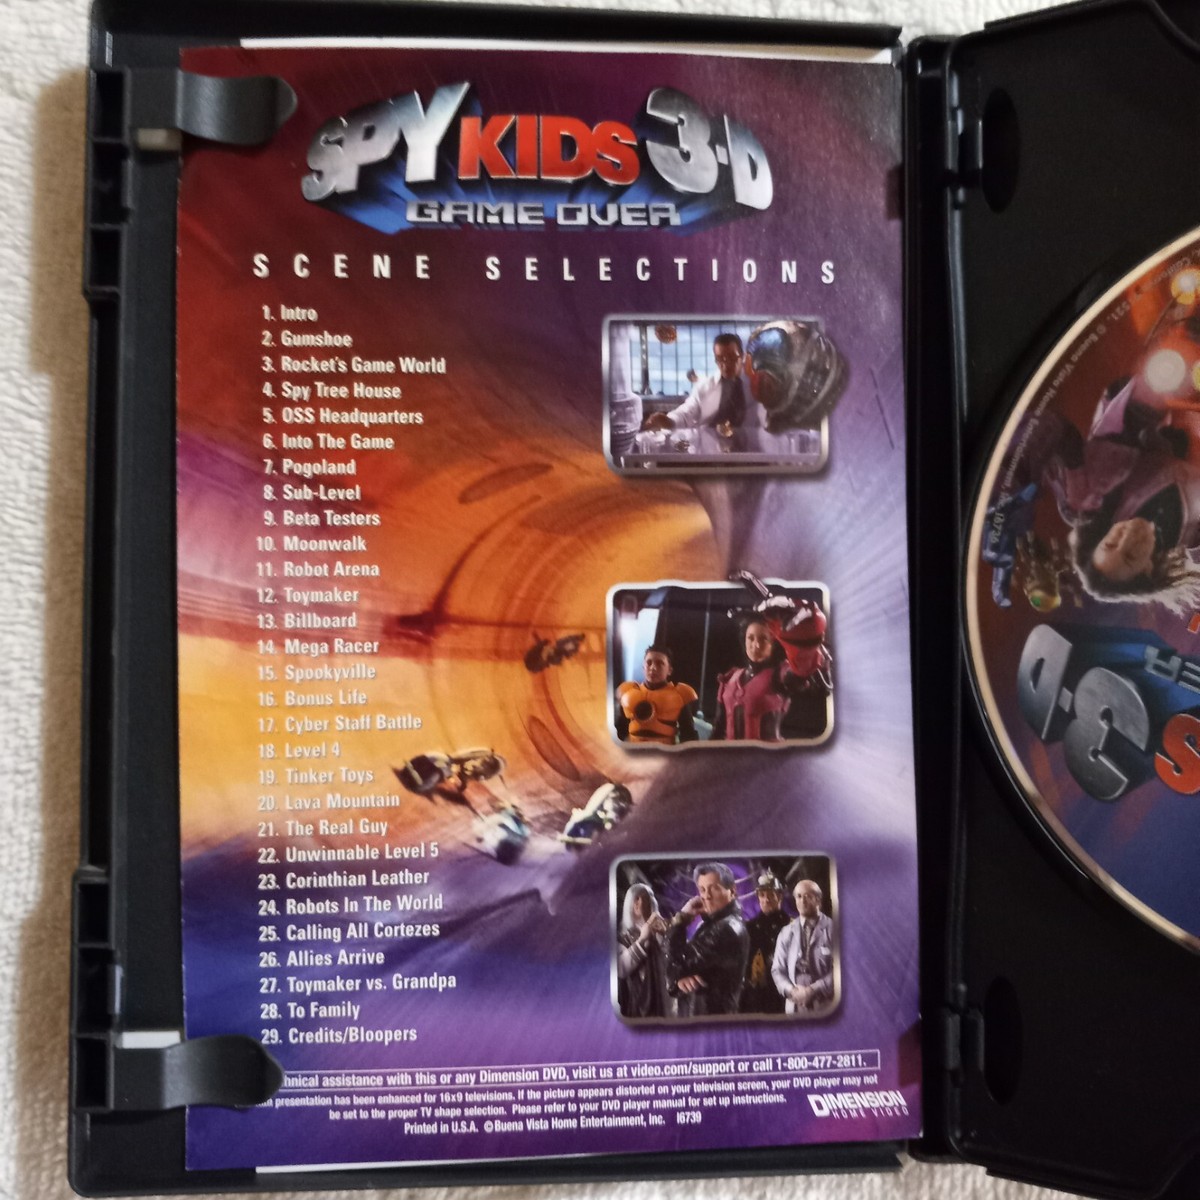 SPY KIDS 3-D
GAME OVER
SCENE SELECTIONS
1. Intro
2. Gumshoe
3. Rocket's Game World
4. Spy Tree House
5. OSS Headquarters
6. Into The Game
7. Pogoland
8. Sub-Level
9. Beta Testers
10. Moonwalk
11. Robot Arena
12. Toymaker
13. Billboard
14. Mega Racer
15. Spookyville
16. Bonus Life
17. Cyber Staff Battle
18. Level 4
19. Tinker Toys
20. Lava Mountain
21. The Real Guy
22. Unwinnable Level 5
23. Corinthian Leather
24. Robots In The World
25. Calling All Cortezes
26. Allies Arrive
27. Toymaker vs. Grandpa
28. To Family
29. Credits/Bloopers
hnical assistance with this or any Dimension DVD, visit us at video.com/support or call 1-800-477-2811.
presentation has been enhanced for 16x9 televisions. If the picture appears distorted on your television screen, your DVD player may not
be set to the proper TV shape selection. Please refer to your DVD player manual for set up instructions.
Printed in U.S.A. ©Buena Vista Home Entertainment, Inc. I6739
DIMENSION
HOME VIDEO
S 3-D